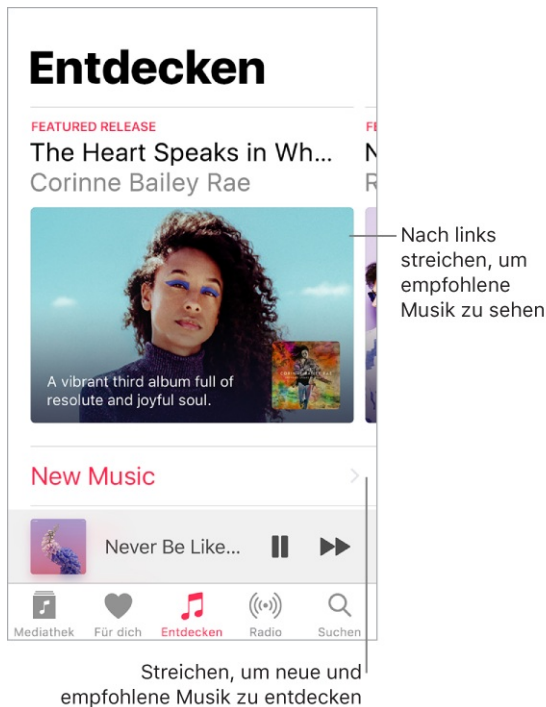 Entdecken
FEATURED RELEASE
The Heart Speaks in Wh...
Corinne Bailey Rae
A vibrant third album full of
resolute and joyful soul.
Nach links
streichen, um
empfohlene
Musik zu sehen
New Music
Never Be Like...
Mediathek
Für dich
Entdecken
Radio
Suchen
Streichen, um neue und
empfohlene Musik zu entdecken